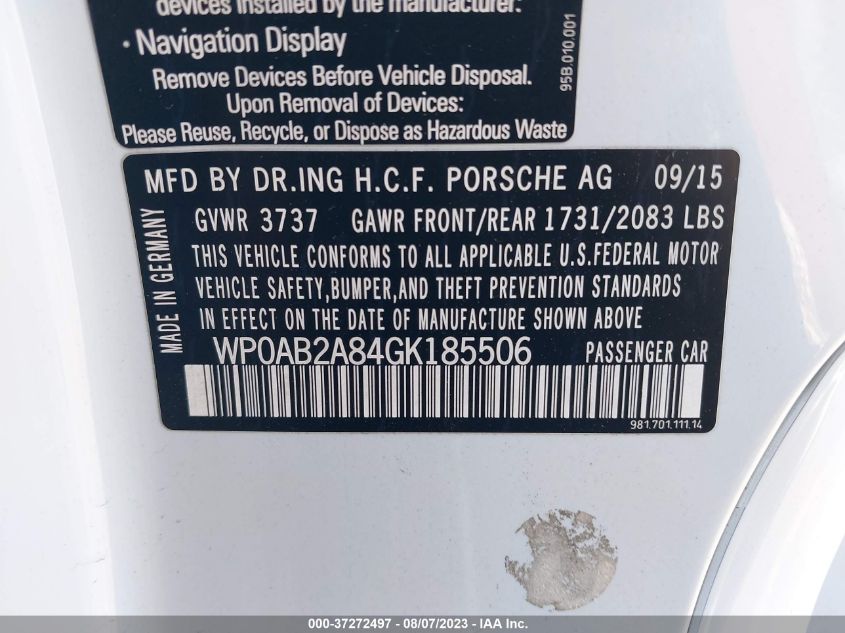 devices installed by the manufacturer:
· Navigation Display
Remove Devices Before Vehicle Disposal.
Upon Removal of Devices:
Please Reuse, Recycle, or Dispose as Hazardous Waste
95B.010.001
MFD BY DR.ING H.C.F. PORSCHE AG 09/15
GVWR 3737 GAWR FRONT/REAR 1731/2083 LBS
THIS VEHICLE CONFORMS TO ALL APPLICABLE U.S.FEDERAL MOTOR
VEHICLE SAFETY,BUMPER,AND THEFT PREVENTION STANDARDS
IN EFFECT ON THE DATE OF MANUFACTURE SHOWN ABOVE
MADE IN GERMANY
WP0AB2A84GK185506 PASSENGER CAR
981.701.111.14
000-37272497 - 08/07/2023 - IAA Inc.